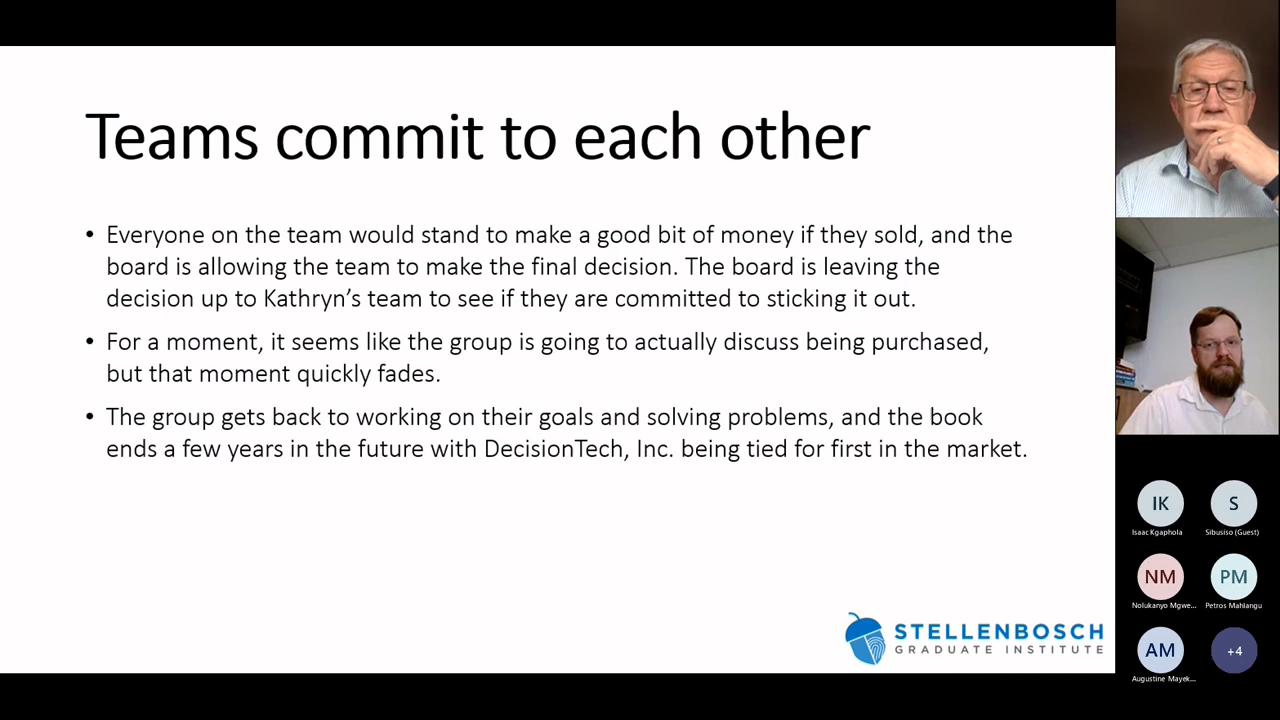 Teams commit to each other
• Everyone on the team would stand to make a good bit of money if they sold, and the
board is allowing the team to make the final decision. The board is leaving the
decision up to Kathryn’s team to see if they are committed to sticking it out.
• For a moment, it seems like the group is going to actually discuss being purchased,
but that moment quickly fades.
• The group gets back to working on their goals and solving problems, and the book
ends a few years in the future with DecisionTech, Inc. being tied for first in the market.
STELLENBOSCH
GRADUATE INSTITUTE
IK
Isaac Kgaphola
S
Sibusiso (Guest)
NM
Nolukanyo Mgwe...
PM
Petros Mahlangu
AM
Augustine Mayek...
+4